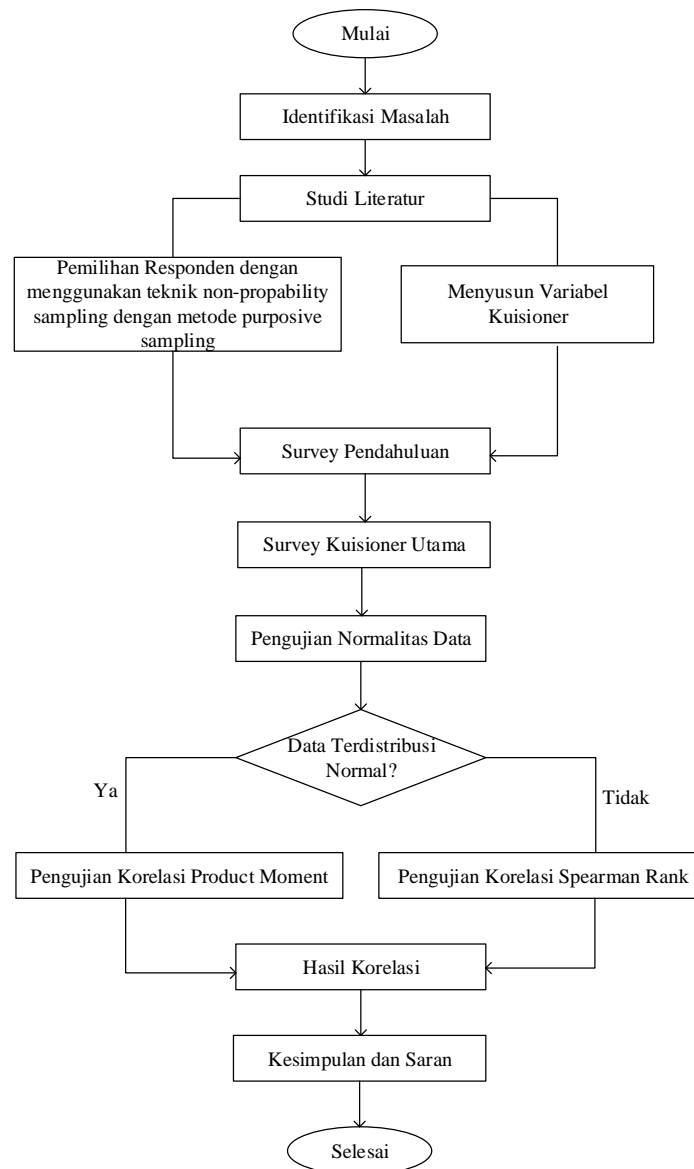 Mulai
Identifikasi Masalah
Studi Literatur
Pemilihan Responden dengan
menggunakan teknik non-propability
sampling dengan metode purposive
sampling
Menyusun Variabel
Kuisioner
Survey Pendahuluan
Survey Kuisioner Utama
Pengujian Normalitas Data
Data Terdistribusi
Normal?
Ya
Tidak
Pengujian Korelasi Product Moment
Pengujian Korelasi Spearman Rank
Hasil Korelasi
Kesimpulan dan Saran
Selesai